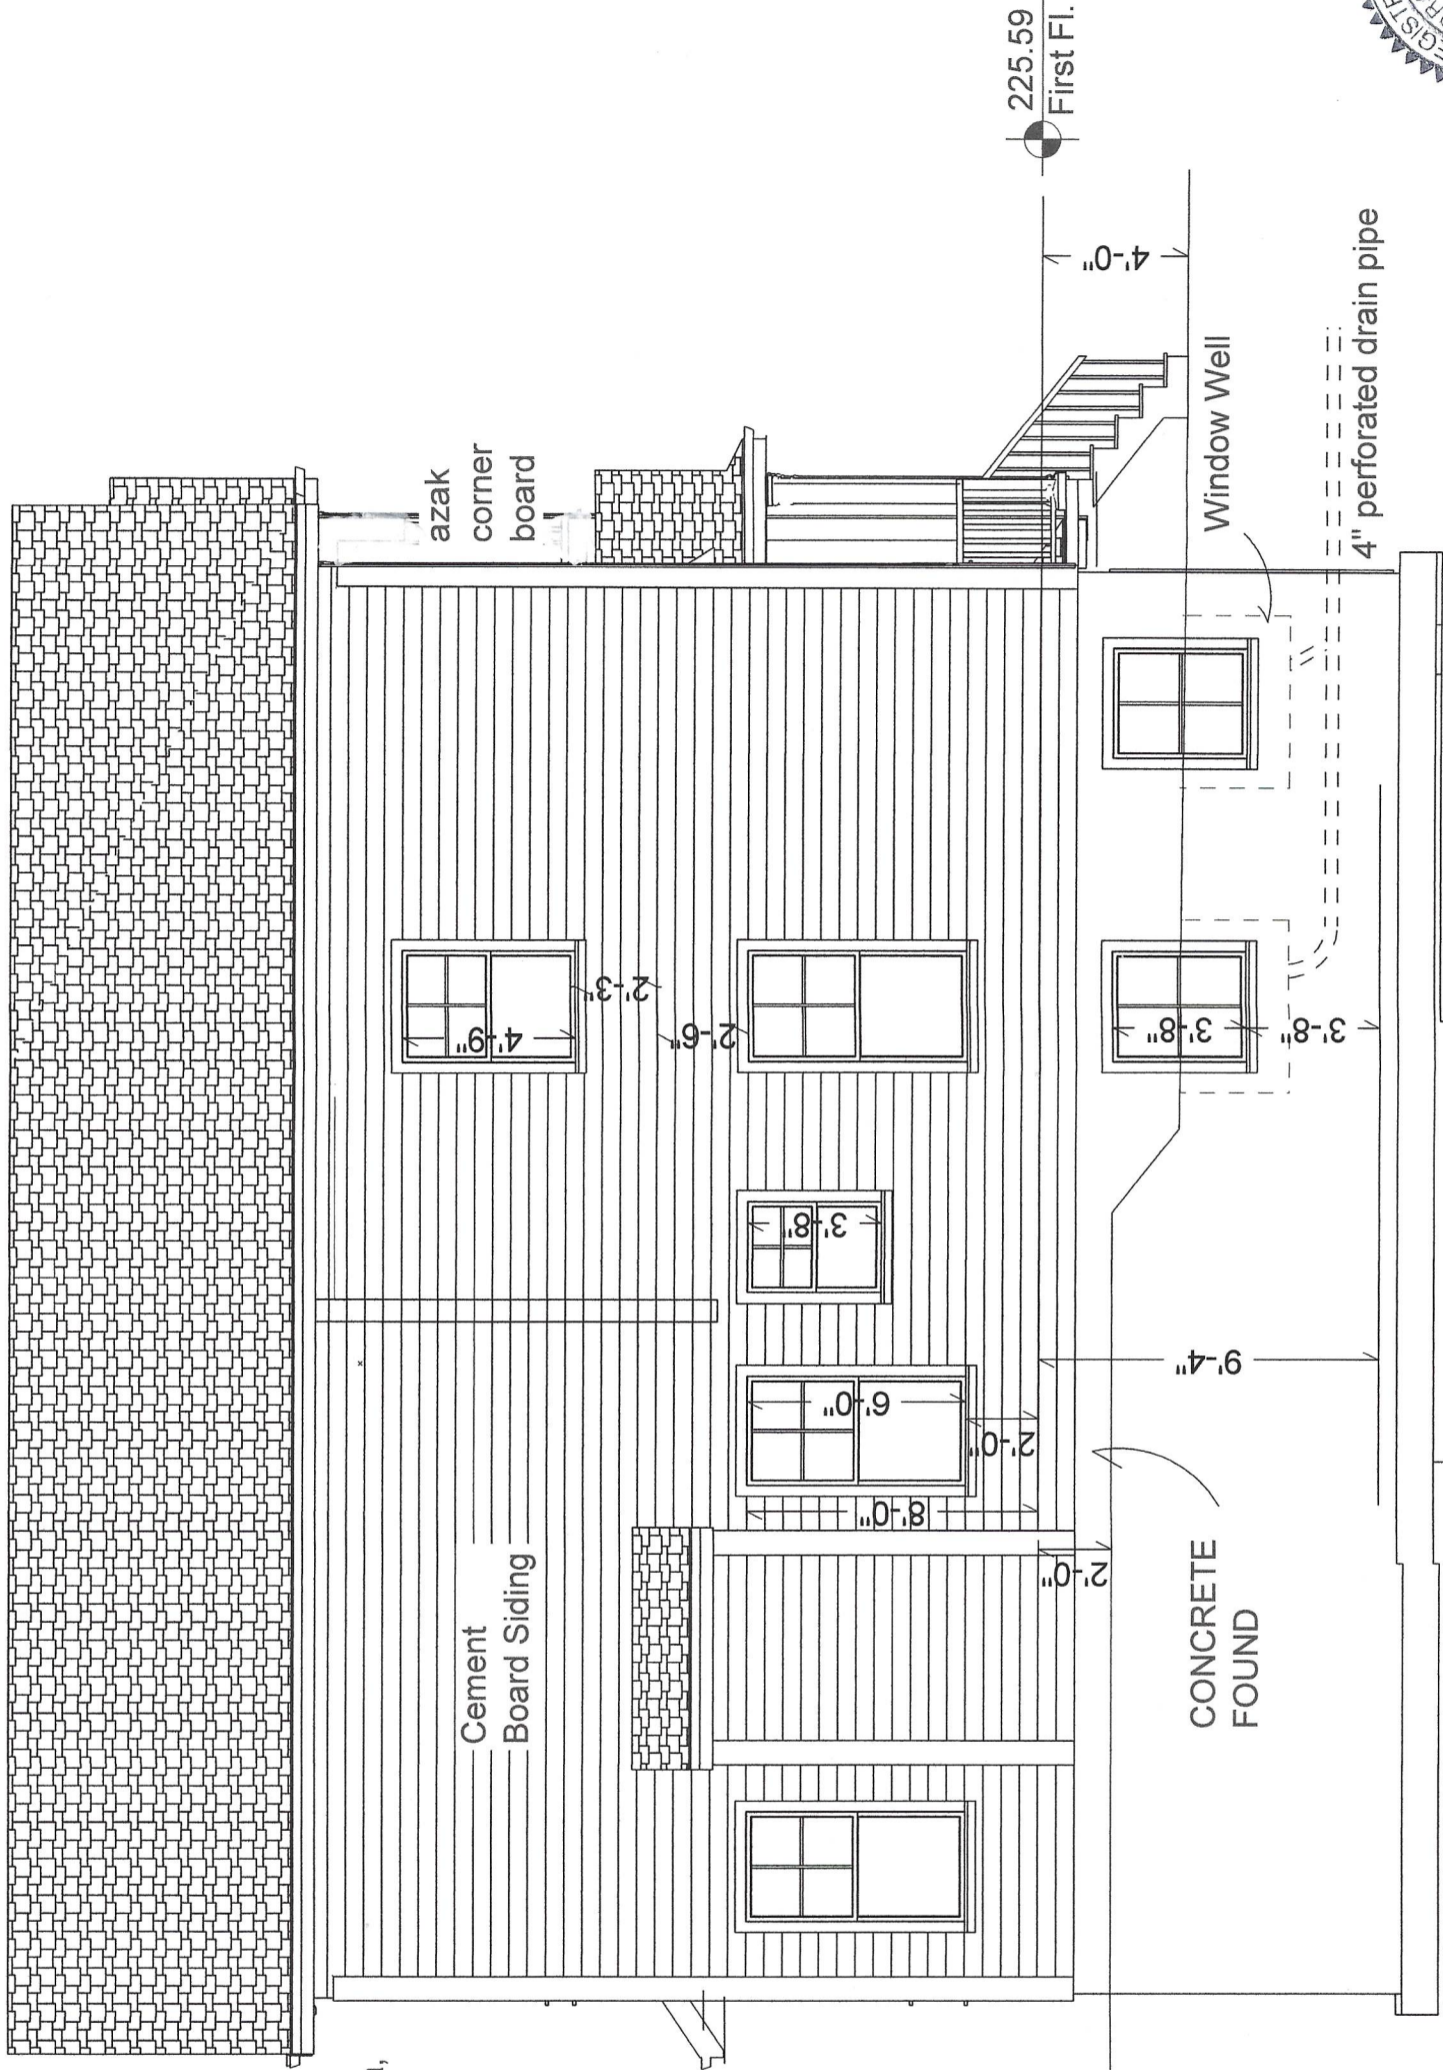 225.59
First Fl.
azak
corner
board
4'-0"
Window Well
4" perforated drain pipe
4'-9"
2'-3"
2'-6"
3'-8"
3'-8"
3'-8"
6'-0"
2'-0"
8'-0"
9'-4"
2'-0"
Cement
Board Siding
CONCRETE
FOUND